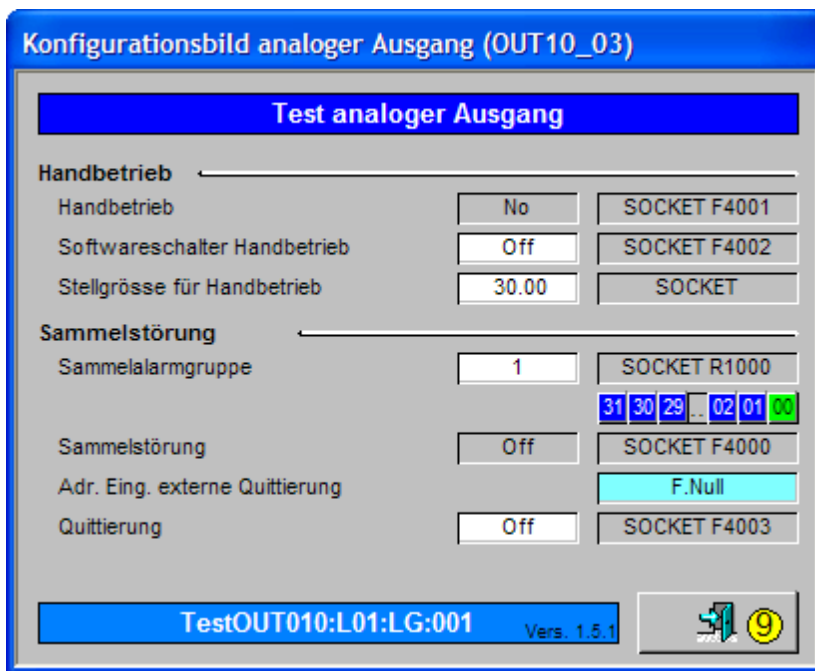 Konfigurationsbild analoger Ausgang (OUT10_03)
Test analoger Ausgang
Handbetrieb
Handbetrieb No SOCKET F4001
Softwareschalter Handbetrieb Off SOCKET F4002
Stellgrösse für Handbetrieb 30.00 SOCKET
Sammelstörung
Sammelalarmgruppe 1 SOCKET R1000
31 30 29 .. 02 01 00
Sammelstörung Off SOCKET F4000
Adr. Eing. externe Quittierung F.Null
Quittierung Off SOCKET F4003
TestOUT010:L01:LG:001 Vers. 1.5.1 9